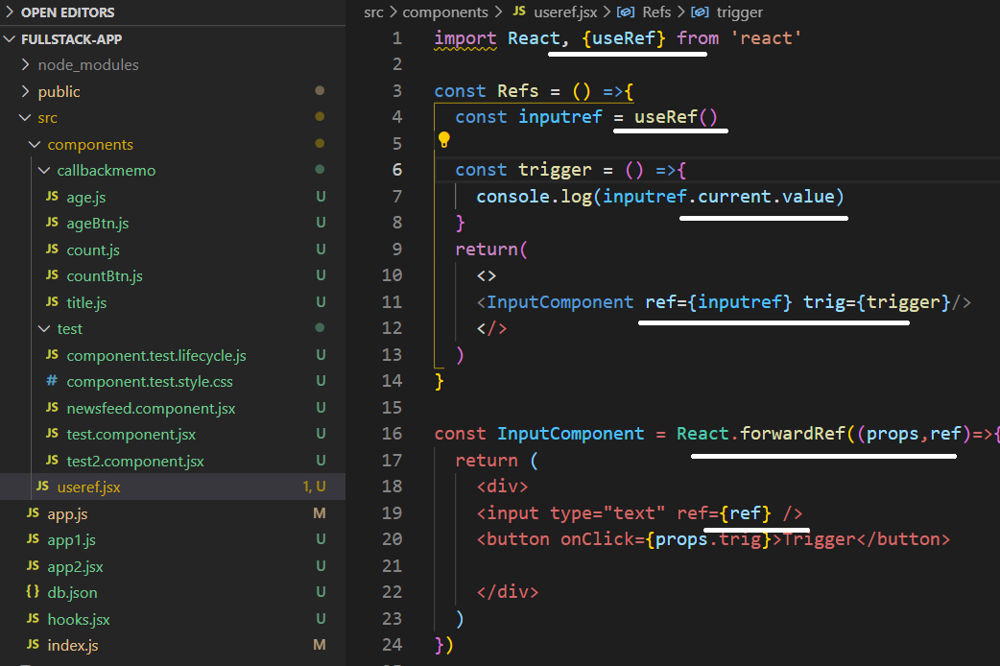 OPEN EDITORS
FULLSTACK-APP
node_modules
public
src
components
callbackmemo
JS age.js U
JS ageBtn.js U
JS count.js U
JS countBtn.js U
JS title.js U
test
JS component.test.lifecycle.js U
# component.test.style.css U
JS newsfeed.component.jsx U
JS test.component.jsx U
JS test2.component.jsx U
JS useref.jsx 1, U
JS app.js M
JS app1.js U
JS app2.jsx U
{} db.json U
JS hooks.jsx U
JS index.js M
src > components > JS useref.jsx > Refs > trigger
1 import React, {useRef} from 'react'
2
3 const Refs = () =>{
4 const inputref = useRef()
5
6 const trigger = () =>{
7 console.log(inputref.current.value)
8 }
9 return(
10 <>
11 <InputComponent ref={inputref} trig={trigger}/>
12 </>
13 )
14 }
15
16 const InputComponent = React.forwardRef((props,ref)=>{
17 return (
18 <div>
19 <input type="text" ref={ref} />
20 <button onClick={props.trig}>Trigger</button>
21
22 </div>
23 )
24 })